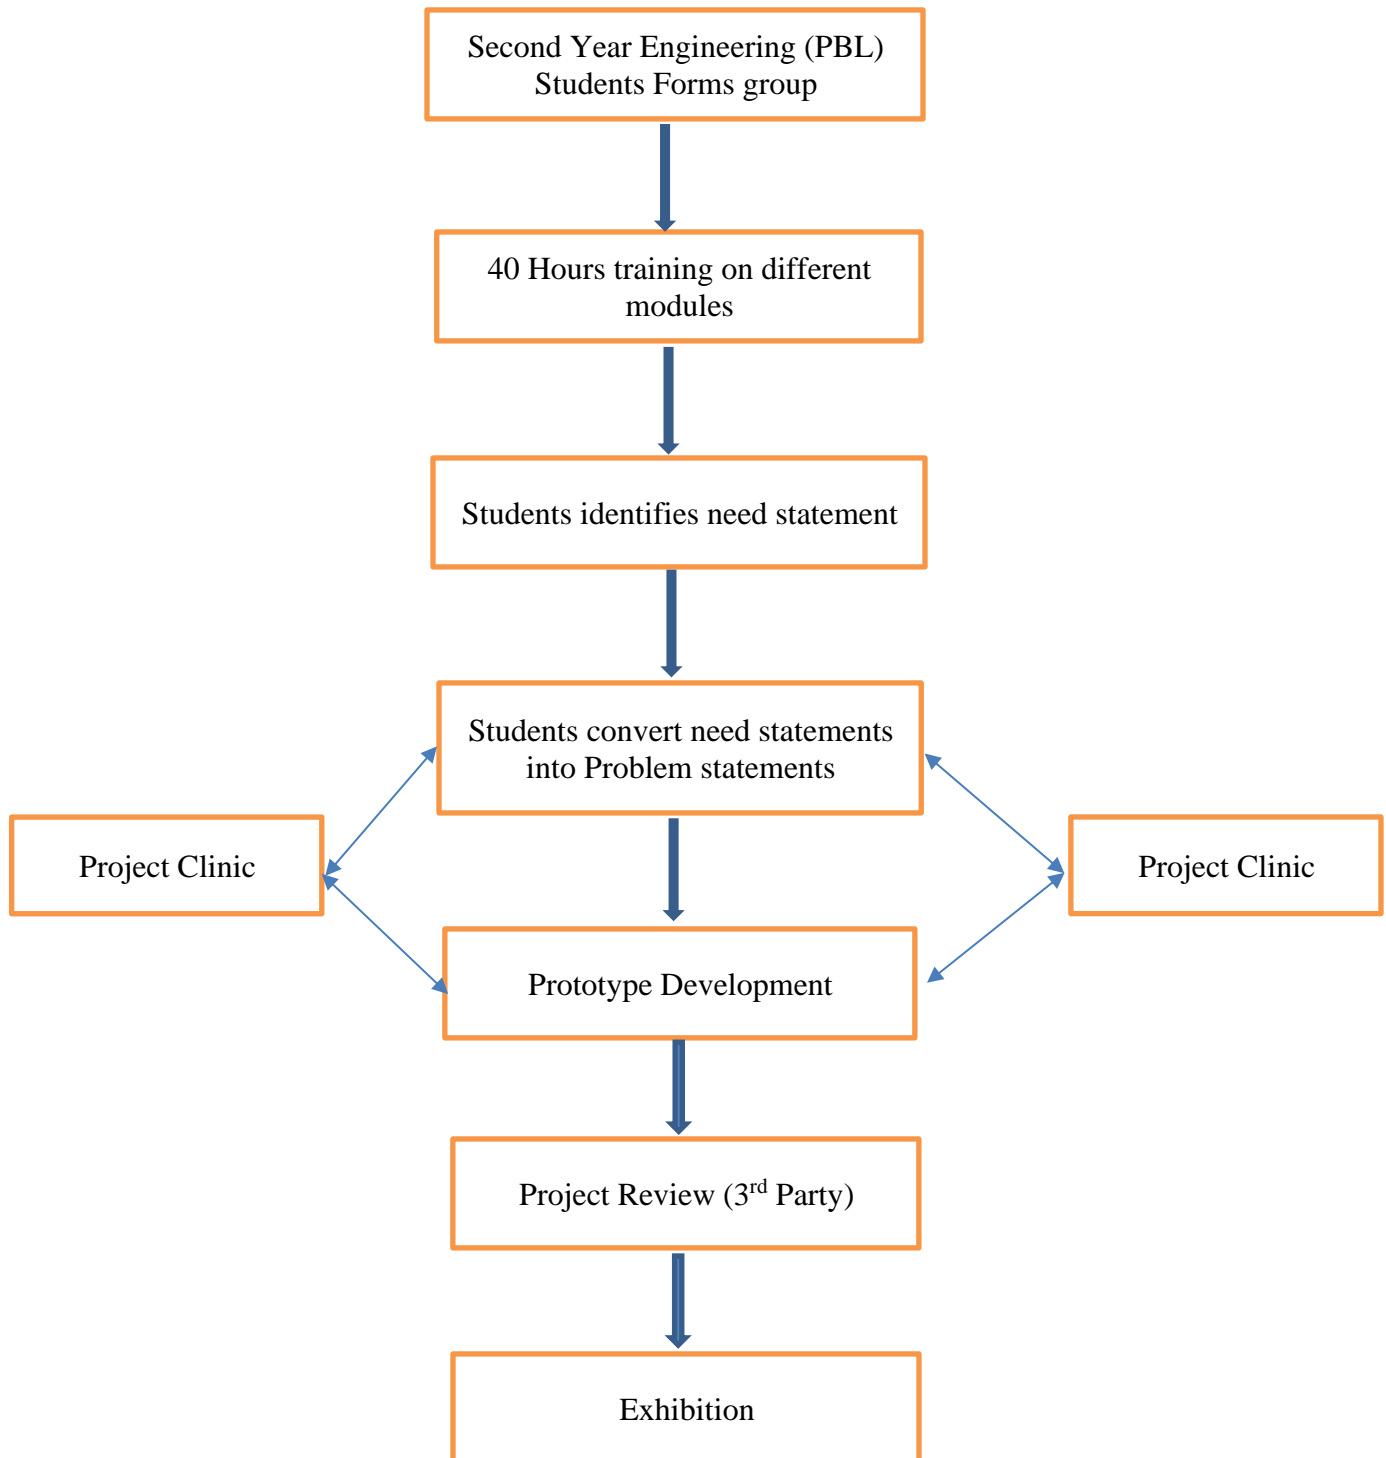 Second Year Engineering (PBL)
Students Forms group
40 Hours training on different
modules
Students identifies need statement
Students convert need statements
into Problem statements
Project Clinic
Project Clinic
Prototype Development
Project Review (3rd Party)
Exhibition